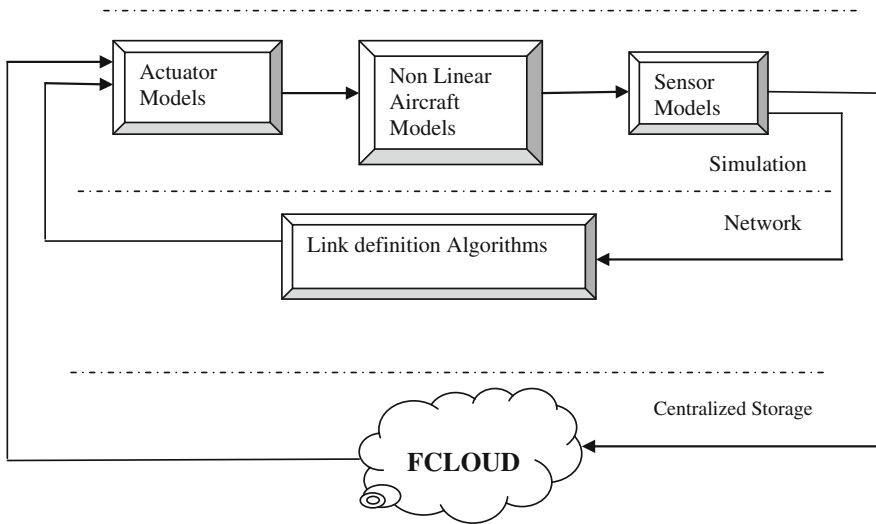 Actuator
Models
Non Linear
Aircraft
Models
Sensor
Models
Simulation
Network
Link definition Algorithms
Centralized Storage
FCLOUD